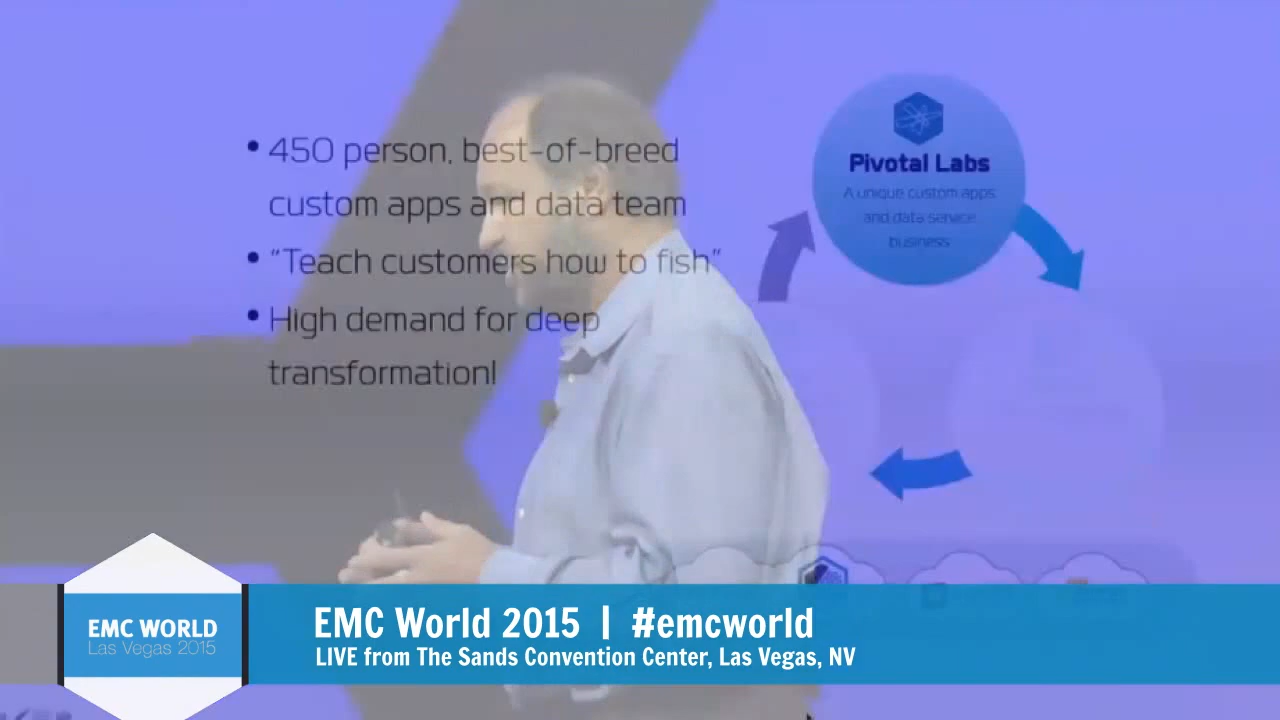 • 450 person, best-of-breed
custom apps and data team
• "Teach customers how to fish"
• High demand for deep
transformation!
Pivotal Labs
A unique custom apps
and data service
business
EMC WORLD
Las Vegas 2015
EMC World 2015 | #emcworld
LIVE from The Sands Convention Center, Las Vegas, NV